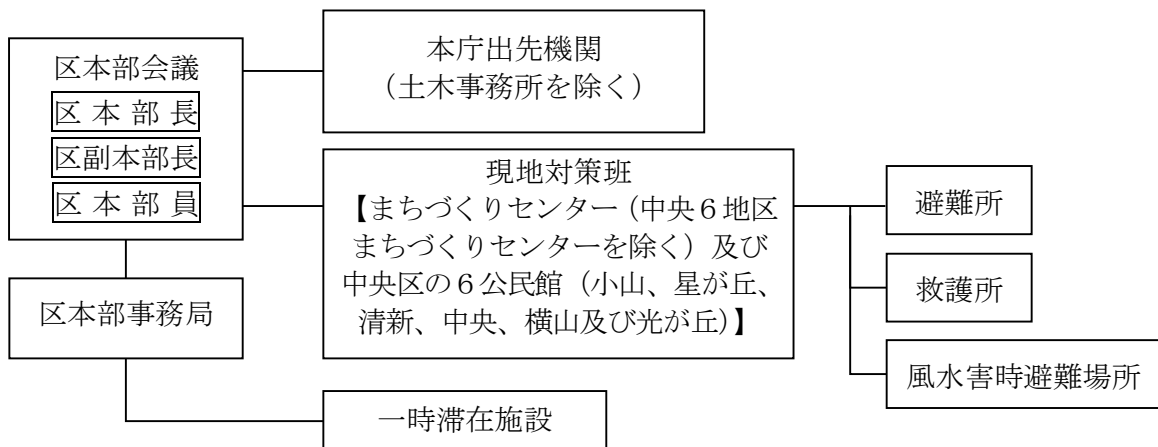 区本部会議
区本部長
区副本部長
区本部員
区本部事務局
本庁出先機関
（土木事務所を除く）
現地対策班
【まちづくりセンター（中央６地区
まちづくりセンターを除く）及び
中央区の６公民館（小山、星が丘、
清新、中央、横山及び光が丘）】
一時滞在施設
避難所
救護所
風水害時避難場所